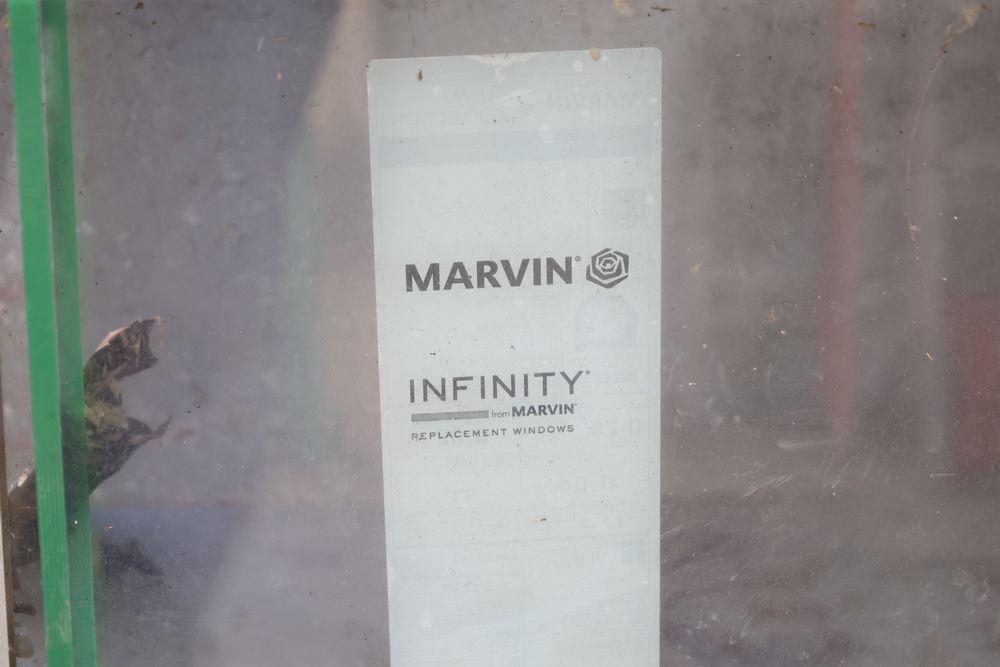 MARVIN®
INFINITY®
from MARVIN®
REPLACEMENT WINDOWS